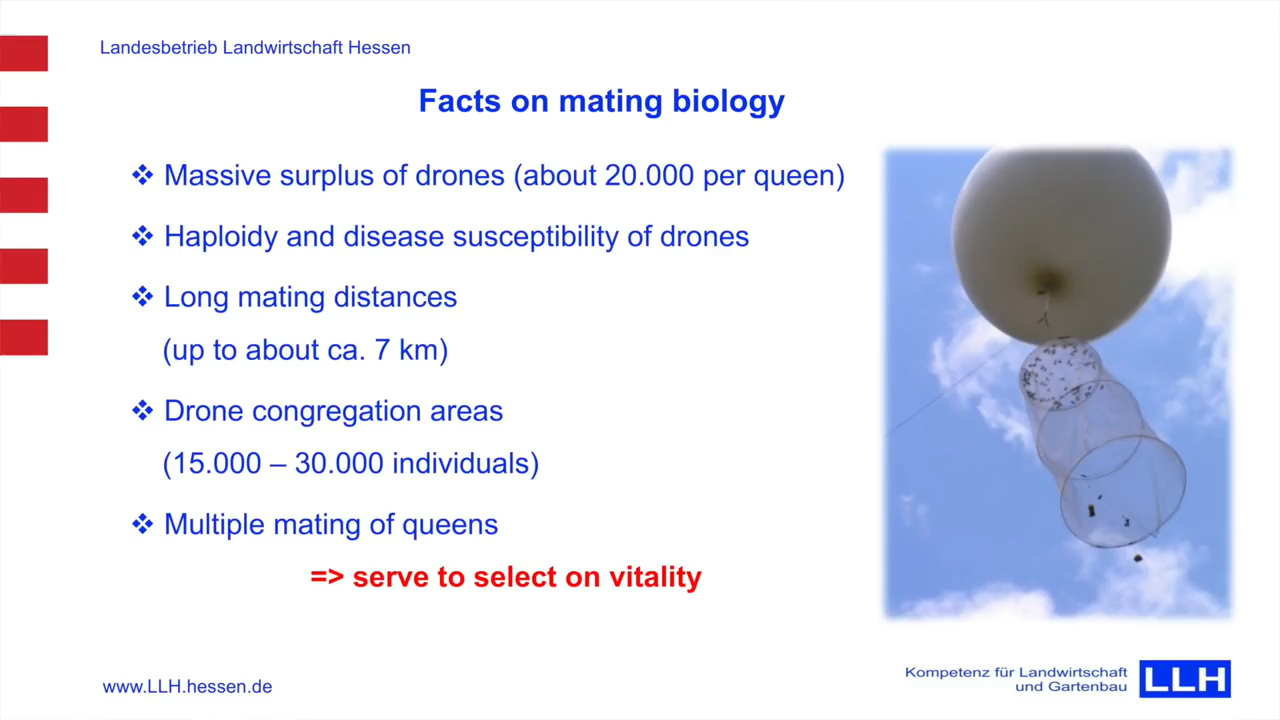 Landesbetrieb Landwirtschaft Hessen
Facts on mating biology
❖ Massive surplus of drones (about 20.000 per queen)
❖ Haploidy and disease susceptibility of drones
❖ Long mating distances
(up to about ca. 7 km)
❖ Drone congregation areas
(15.000 – 30.000 individuals)
❖ Multiple mating of queens
=> serve to select on vitality
www.LLH.hessen.de
Kompetenz für Landwirtschaft
und Gartenbau
LLH